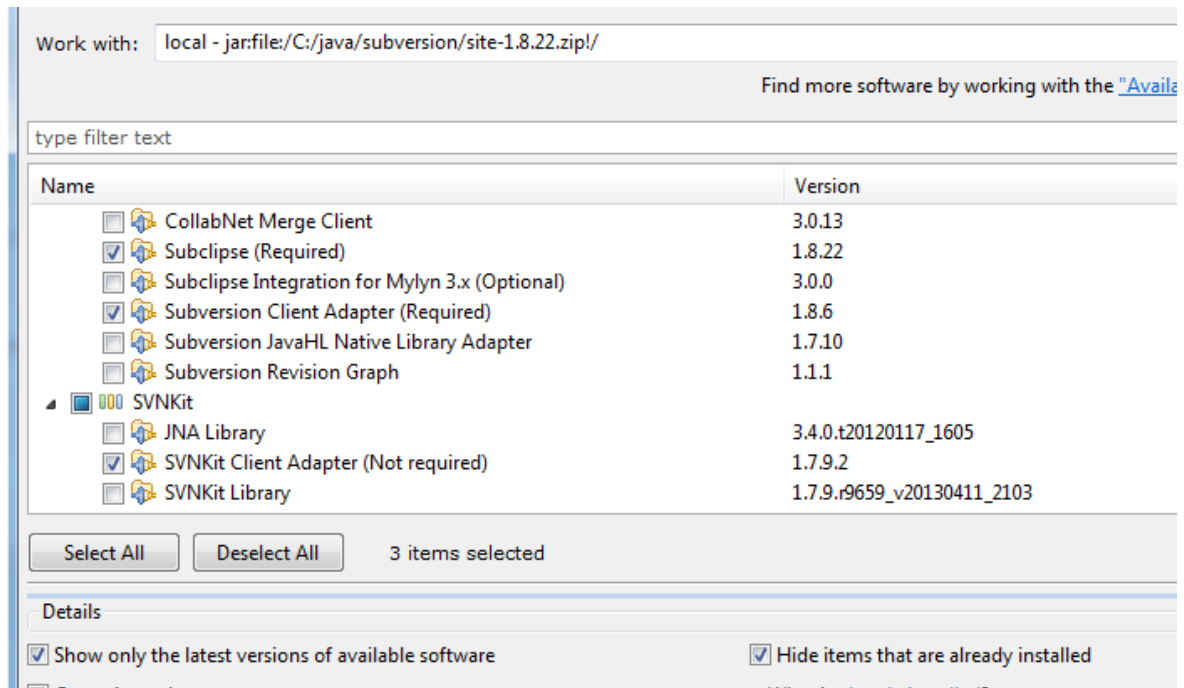 Work with: local - jar:file:/C:/java/subversion/site-1.8.22.zip!/
Find more software by working with the "Availa
type filter text
Name Version
CollabNet Merge Client 3.0.13
Subclipse (Required) 1.8.22
Subclipse Integration for Mylyn 3.x (Optional) 3.0.0
Subversion Client Adapter (Required) 1.8.6
Subversion JavaHL Native Library Adapter 1.7.10
Subversion Revision Graph 1.1.1
SVNKit
JNA Library 3.4.0.t20120117_1605
SVNKit Client Adapter (Not required) 1.7.9.2
SVNKit Library 1.7.9.r9659_v20130411_2103
Select All Deselect All 3 items selected
Details
Show only the latest versions of available software Hide items that are already installed